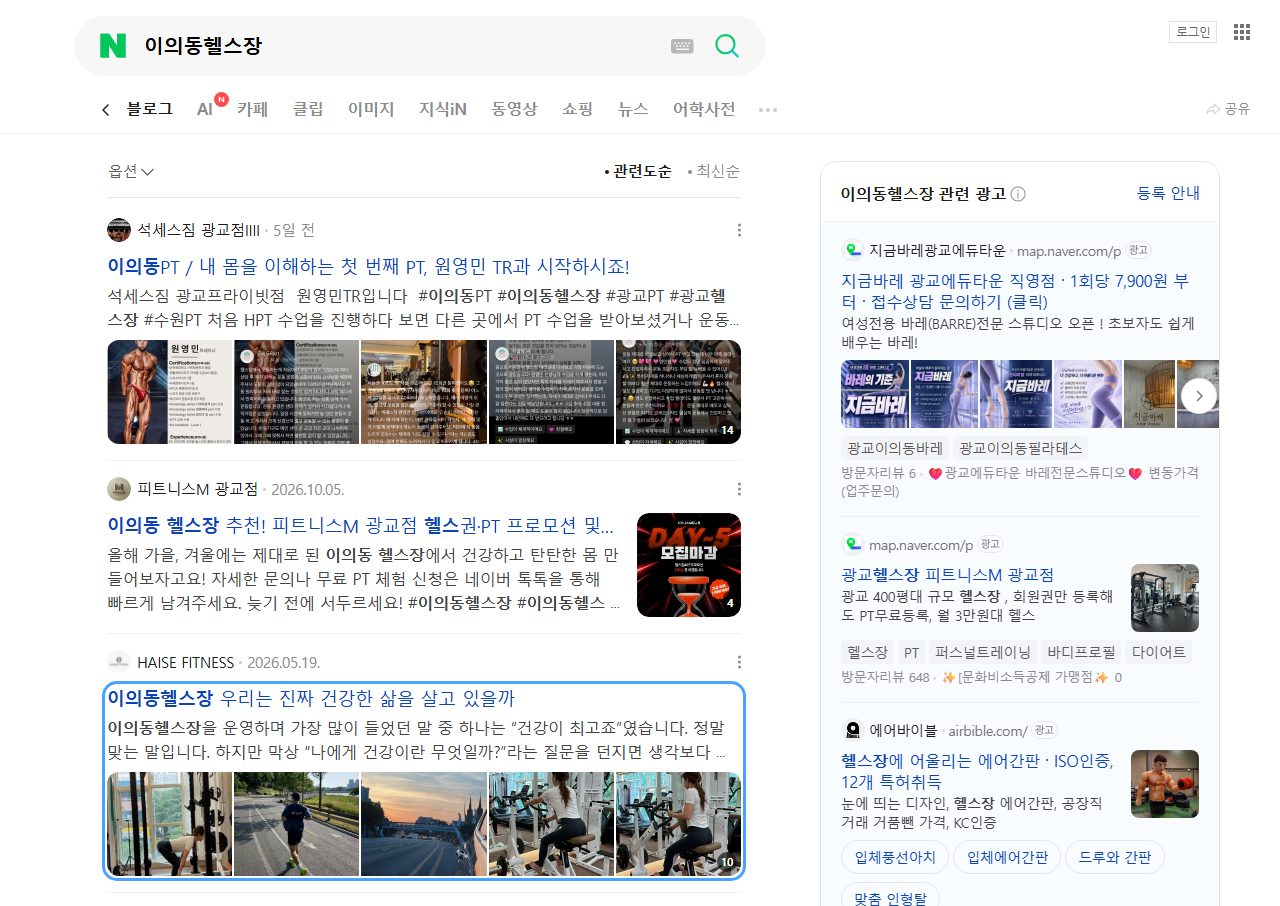 N 이의동헬스장
로그인
블로그 AI N 카페 클립 이미지 지식iN 동영상 쇼핑 뉴스 어학사전
공유
옵션
• 관련도순 • 최신순
석세스짐 광교점IIII · 5일 전
이의동PT / 내 몸을 이해하는 첫 번째 PT, 원영민 TR과 시작하시죠!
석세스짐 광교프라이빗점 원영민TR입니다 #이의동PT #이의동헬스장 #광교PT #광교헬
스장 #수원PT 처음 HPT 수업을 진행하다 보면 다른 곳에서 PT 수업을 받아보셨거나 운동...
원영민
14
피트니스M 광교점 · 2026.10.05.
이의동 헬스장 추천! 피트니스M 광교점 헬스권·PT 프로모션 및...
올해 가을, 겨울에는 제대로 된 이의동 헬스장에서 건강하고 탄탄한 몸 만
들어보자고요! 자세한 문의나 무료 PT 체험 신청은 네이버 톡톡을 통해
빠르게 남겨주세요. 늦기 전에 서두르세요! #이의동헬스장 #이의동헬스 ...
DAY-5
모집마감
4
HAISE FITNESS · 2026.05.19.
이의동헬스장 우리는 진짜 건강한 삶을 살고 있을까
이의동헬스장을 운영하며 가장 많이 들었던 말 중 하나는 “건강이 최고죠”였습니다. 정말
맞는 말입니다. 하지만 막상 “나에게 건강이란 무엇일까?”라는 질문을 던지면 생각보다 ...
10
이의동헬스장 관련 광고
등록 안내
지금바레광교에듀타운 · map.naver.com/p 광고
지금바레 광교에듀타운 직영점 · 1회당 7,900원 부
터 · 접수상담 문의하기 (클릭)
여성전용 바레(BARRE)전문 스튜디오 오픈 ! 초보자도 쉽게
배우는 바레!
바레의 기준
지금바레
지금바레
지금바레
광교이의동바레 광교이의동필라테스
방문자리뷰 6 · 💗광교에듀타운 바레전문스튜디오💗 변동가격
(업주문의)
map.naver.com/p 광고
광교헬스장 피트니스M 광교점
광교 400평대 규모 헬스장 , 회원권만 등록해
도 PT무료등록, 월 3만원대 헬스
헬스장 PT 퍼스널트레이닝 바디프로필 다이어트
방문자리뷰 648 · ✨[문화비소득공제 가맹점✨ 0
에어바이블 · airbible.com/ 광고
헬스장에 어울리는 에어간판 · ISO인증,
12개 특허취득
눈에 띄는 디자인, 헬스장 에어간판, 공장직
거래 거품뺀 가격, KC인증
입체풍선아치 입체에어간판 드루와 간판
맞춤 인형탈